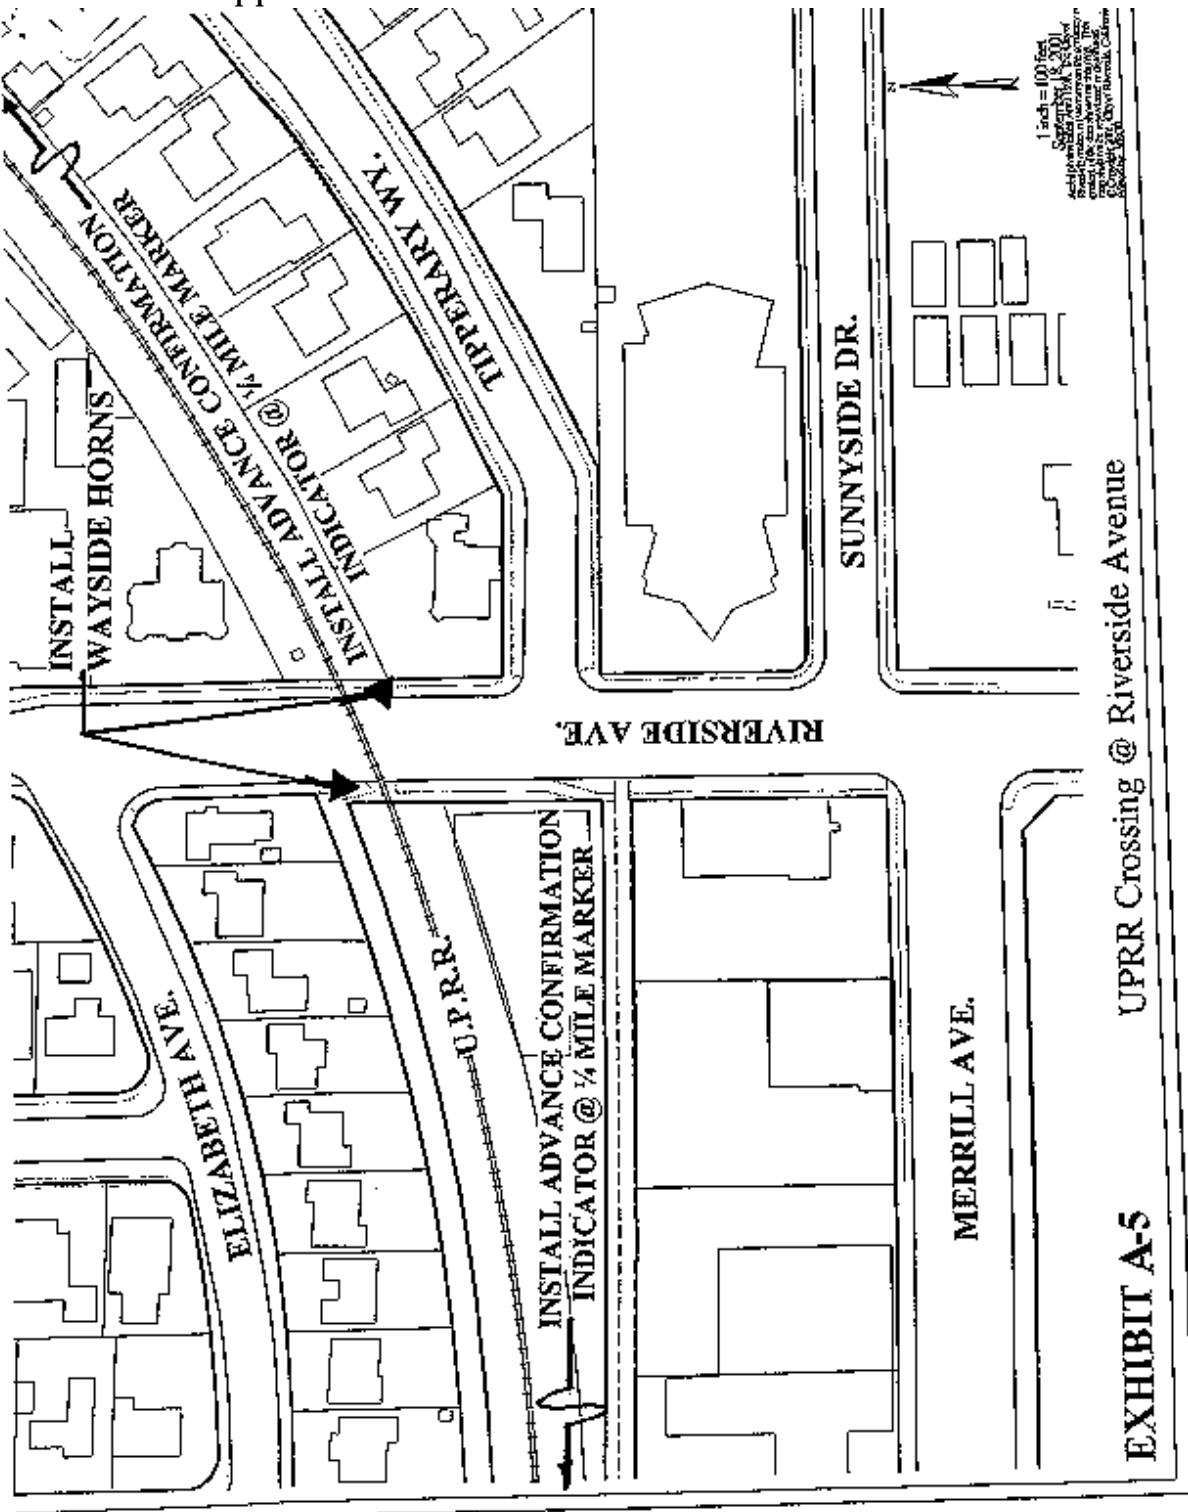 INSTALL
WAYSIDE HORNS
INSTALL ADVANCE CONFIRMATION
INDICATOR @ ¼ MILE MARKER
TIPPERARY WY.
SUNNYSIDE DR.
RIVERSIDE AVE.
ELIZABETH AVE.
U.P.R.R.
INSTALL ADVANCE CONFIRMATION
INDICATOR @ ¼ MILE MARKER
MERRILL AVE.
N
1 inch = 100 feet
September 18, 2001
EXHIBIT A-5
UPRR Crossing @ Riverside Avenue